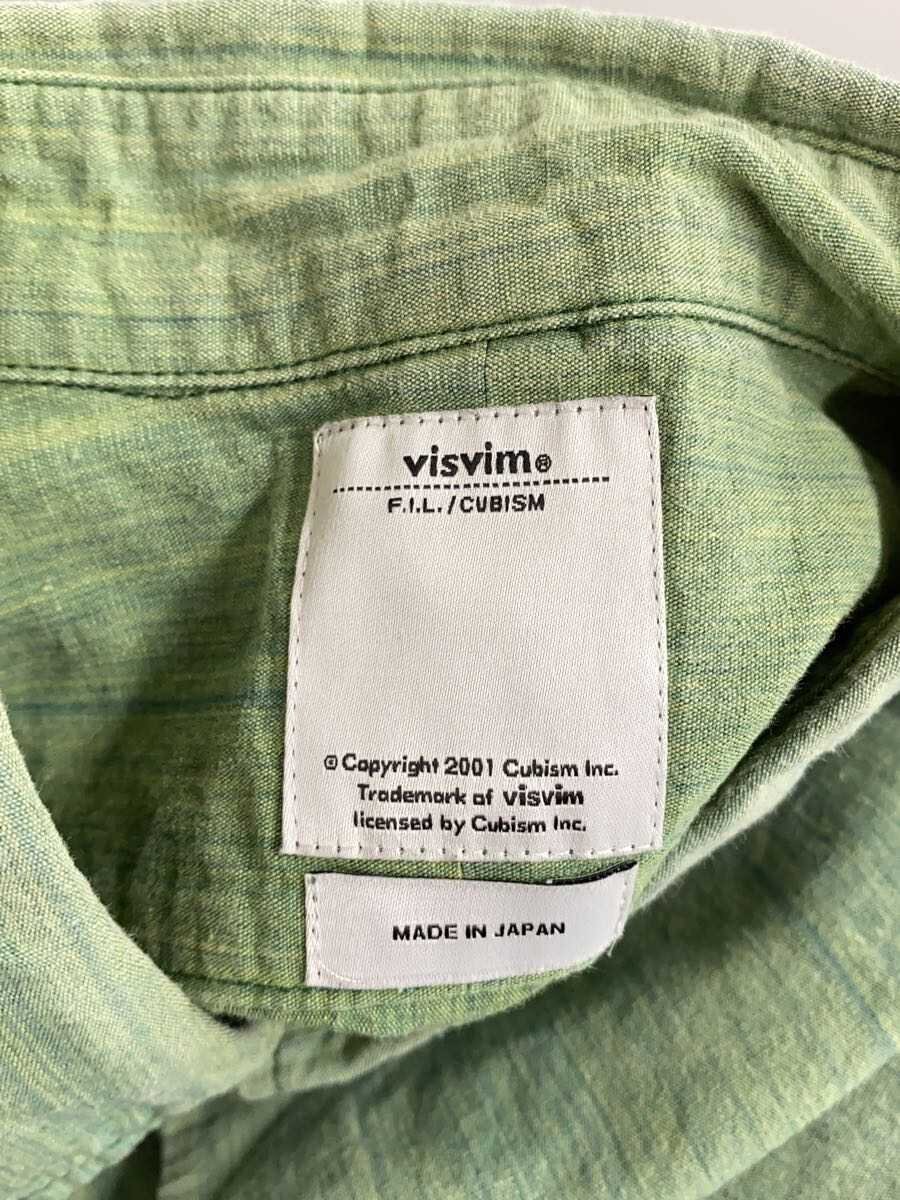 visvim®
F.I.L./CUBISM
© Copyright 2001 Cubism Inc.
Trademark of visvim
licensed by Cubism Inc.
MADE IN JAPAN